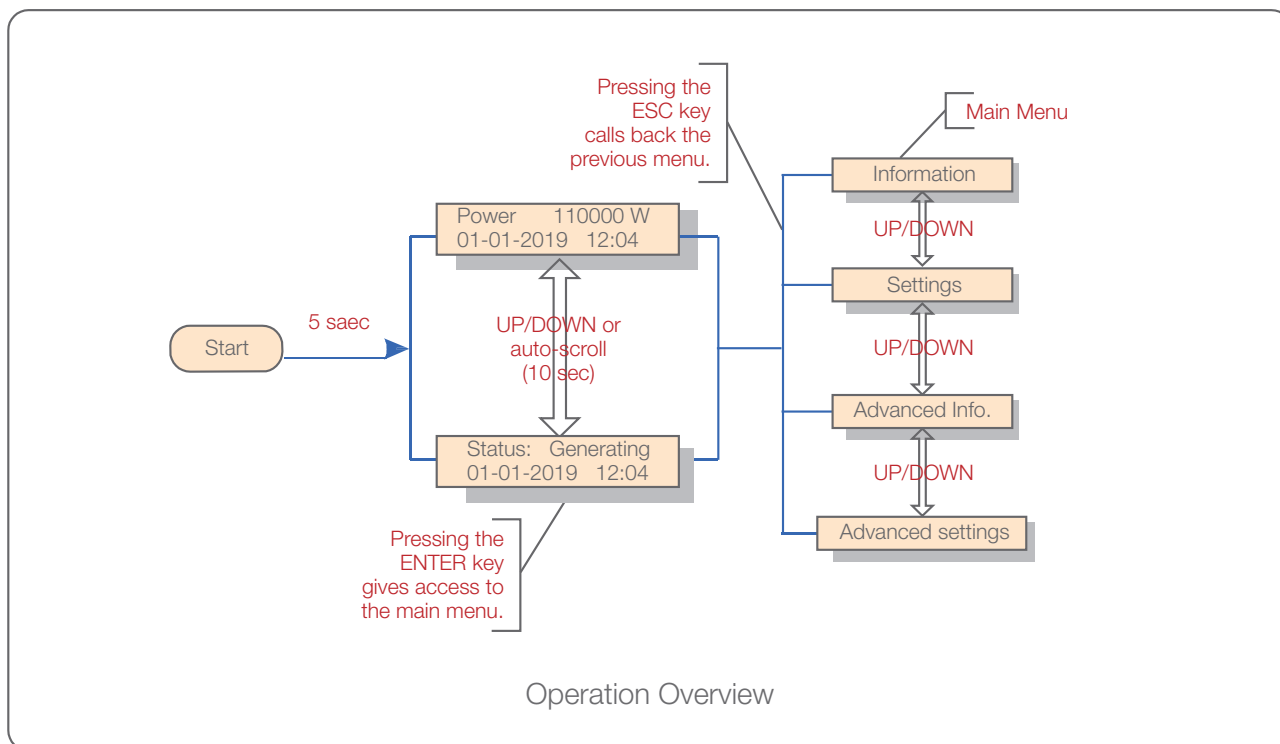 Pressing the
ESC key
calls back the
previous menu.
Main Menu
Information
UP/DOWN
Settings
UP/DOWN
Advanced Info.
UP/DOWN
Advanced settings
Power 110000 W
01-01-2019 12:04
5 saec
Start
UP/DOWN or
auto-scroll
(10 sec)
Status: Generating
01-01-2019 12:04
Pressing the
ENTER key
gives access to
the main menu.
Operation Overview